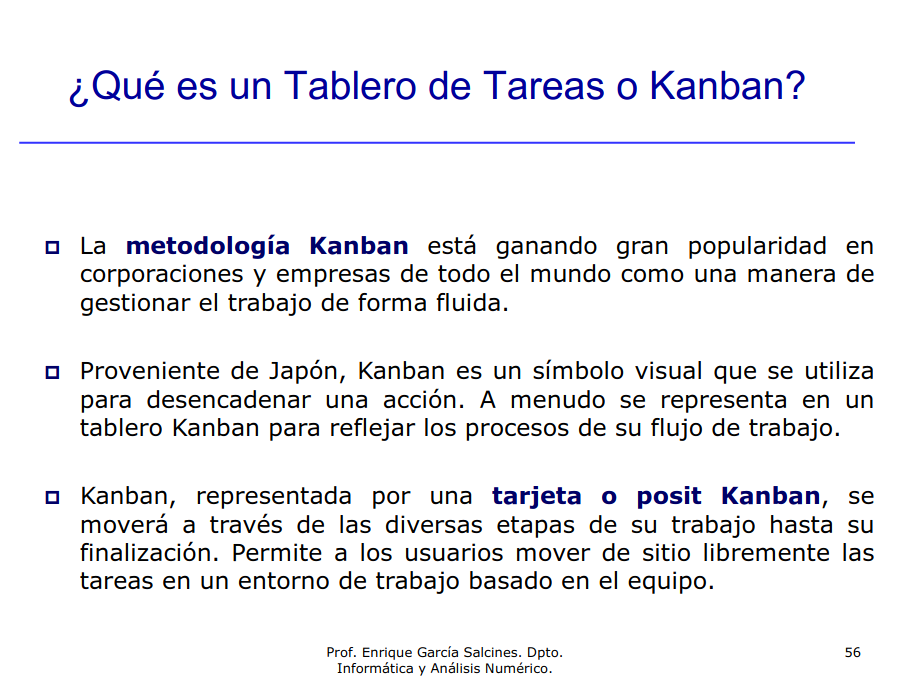 ¿Qué es un Tablero de Tareas o Kanban?
La metodología Kanban está ganando gran popularidad en
corporaciones y empresas de todo el mundo como una manera de
gestionar el trabajo de forma fluida.
Proveniente de Japón, Kanban es un símbolo visual que se utiliza
para desencadenar una acción. A menudo se representa en un
tablero Kanban para reflejar los procesos de su flujo de trabajo.
Kanban, representada por una tarjeta o posit Kanban, se
moverá a través de las diversas etapas de su trabajo hasta su
finalización. Permite a los usuarios mover de sitio libremente las
tareas en un entorno de trabajo basado en el equipo.
Prof. Enrique García Salcines. Dpto.
Informática y Análisis Numérico.
56